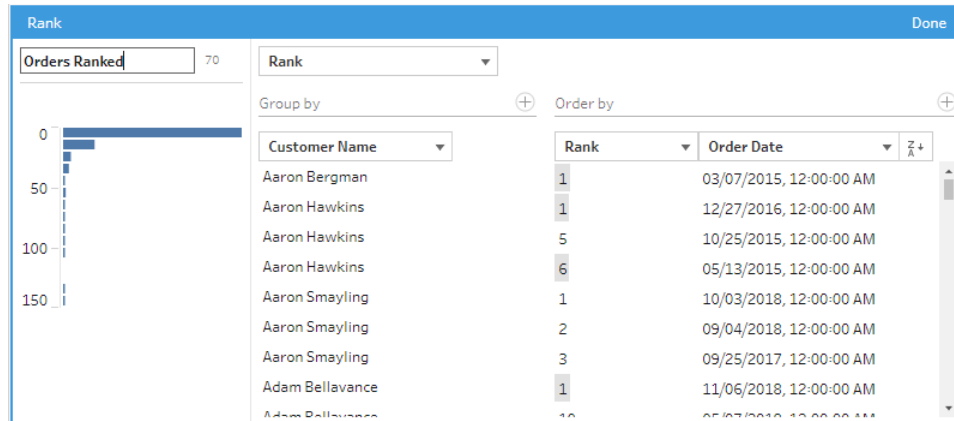 Rank Done
Orders Ranked 70 Rank
Group by Order by
Customer Name Rank Order Date Z A
Aaron Bergman 1 03/07/2015, 12:00:00 AM
Aaron Hawkins 1 12/27/2016, 12:00:00 AM
Aaron Hawkins 5 10/25/2015, 12:00:00 AM
Aaron Hawkins 6 05/13/2015, 12:00:00 AM
Aaron Smayling 1 10/03/2018, 12:00:00 AM
Aaron Smayling 2 09/04/2018, 12:00:00 AM
Aaron Smayling 3 09/25/2017, 12:00:00 AM
Adam Bellavance 1 11/06/2018, 12:00:00 AM
Adam Bellavance
0
50
100
150